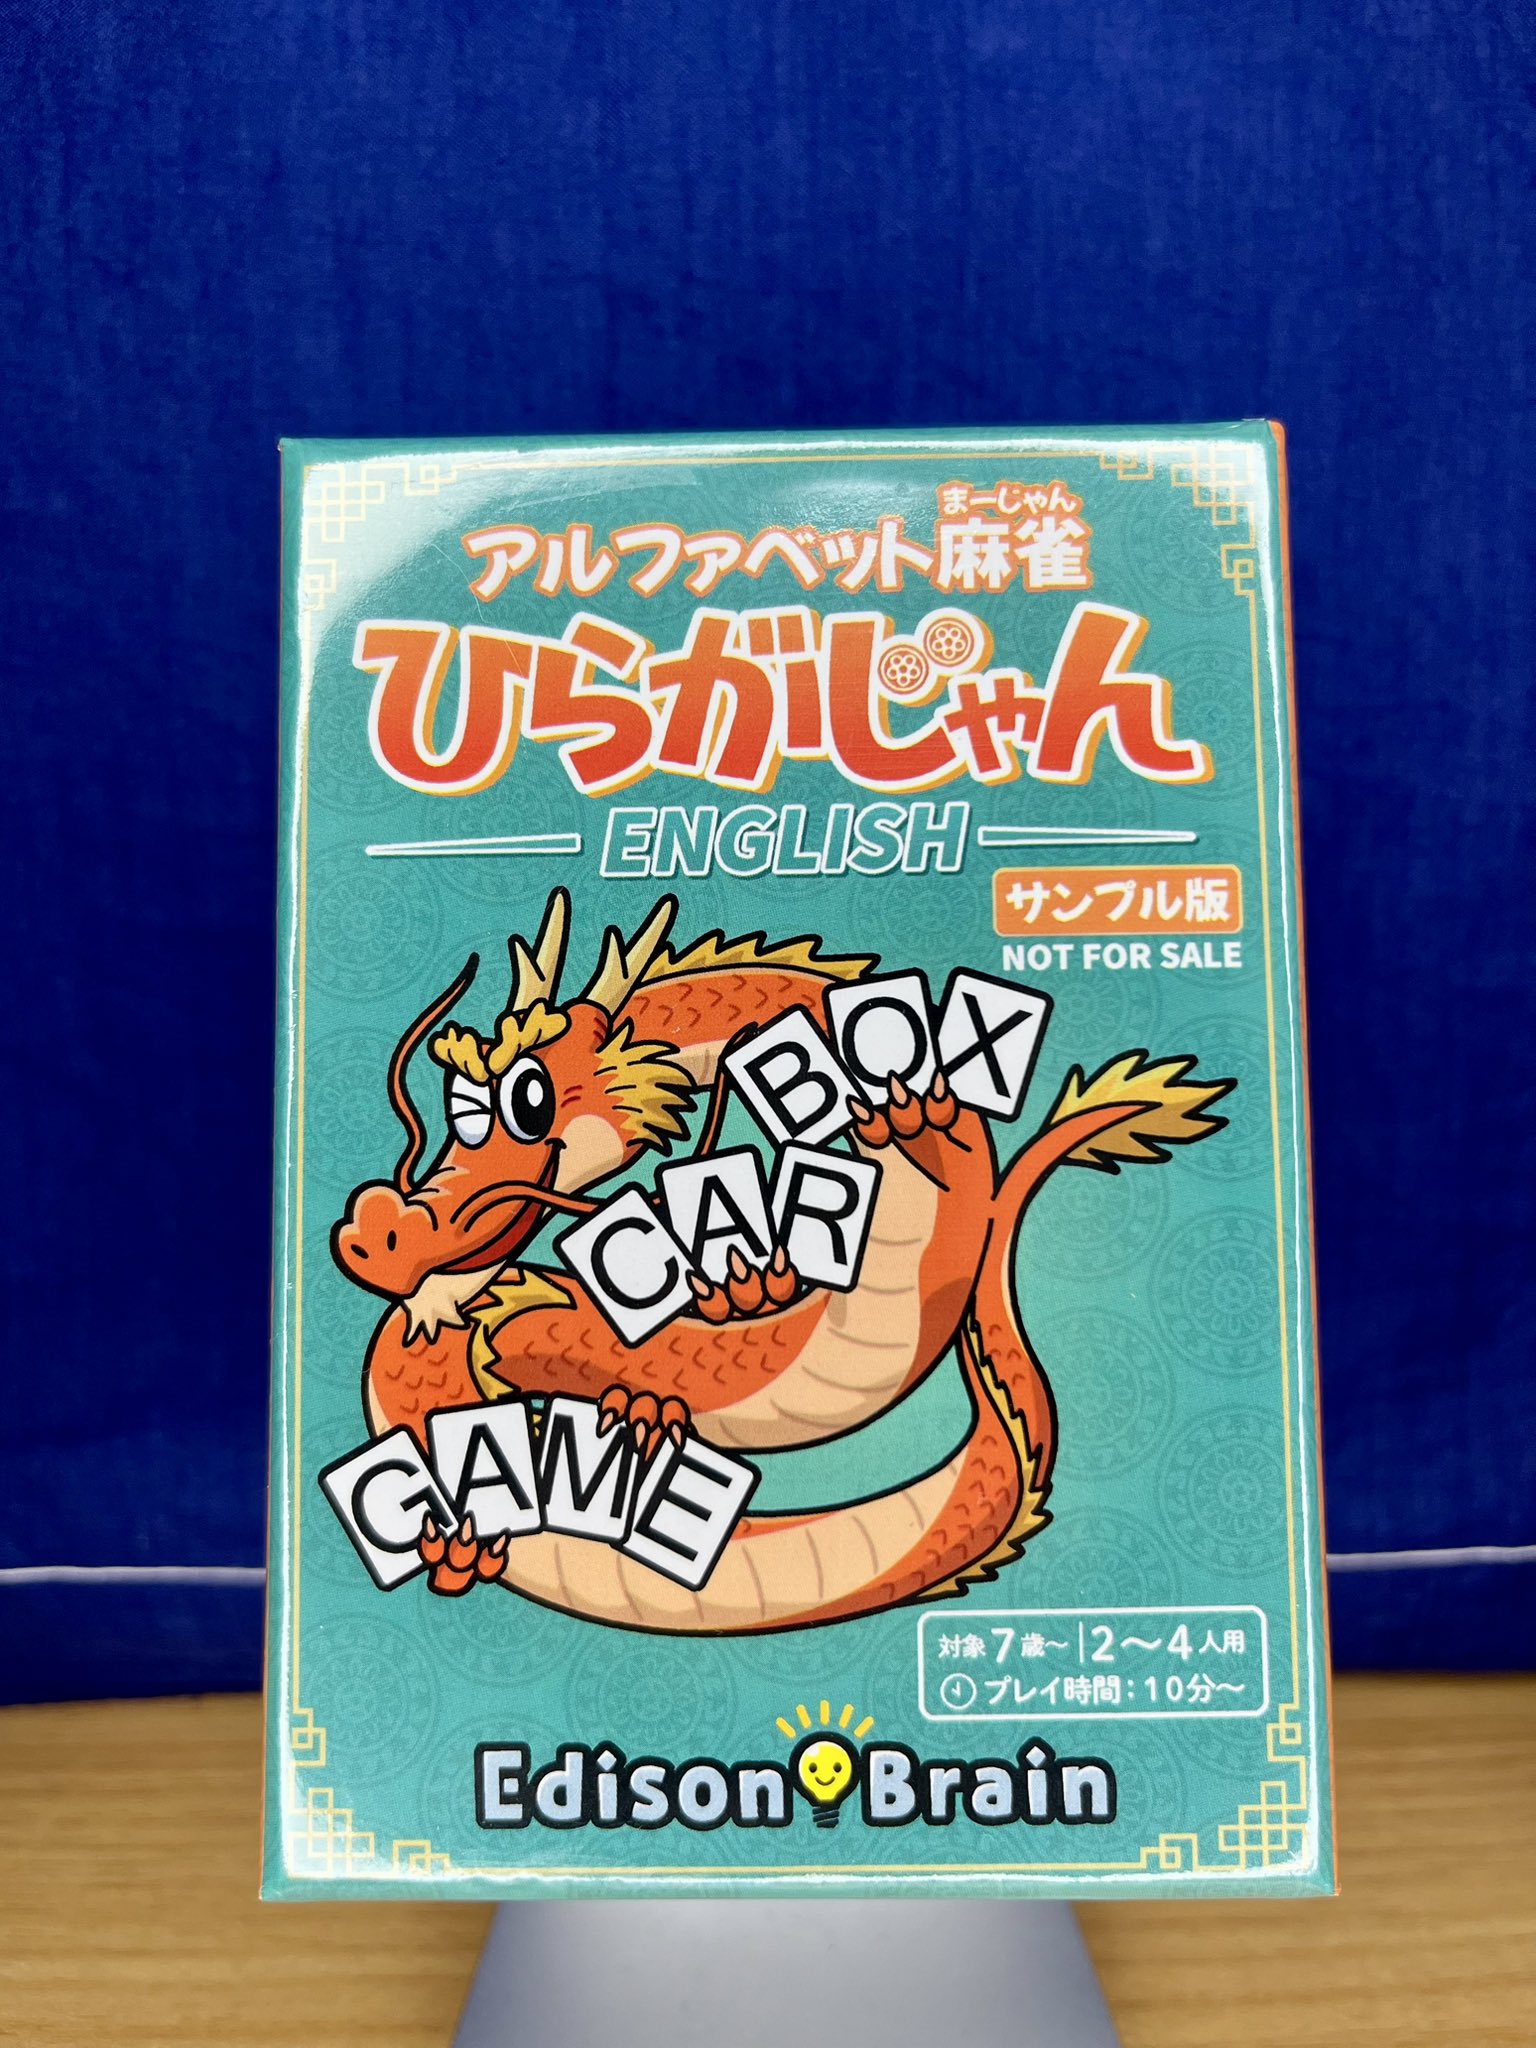 まーじゃん
アルファベット麻雀
ひらがじゃん
ENGLISH
サンプル版
NOT FOR SALE
BOX
CAR
GAME
対象7歳～|2～4人用
プレイ時間：10分～
Edison Brain